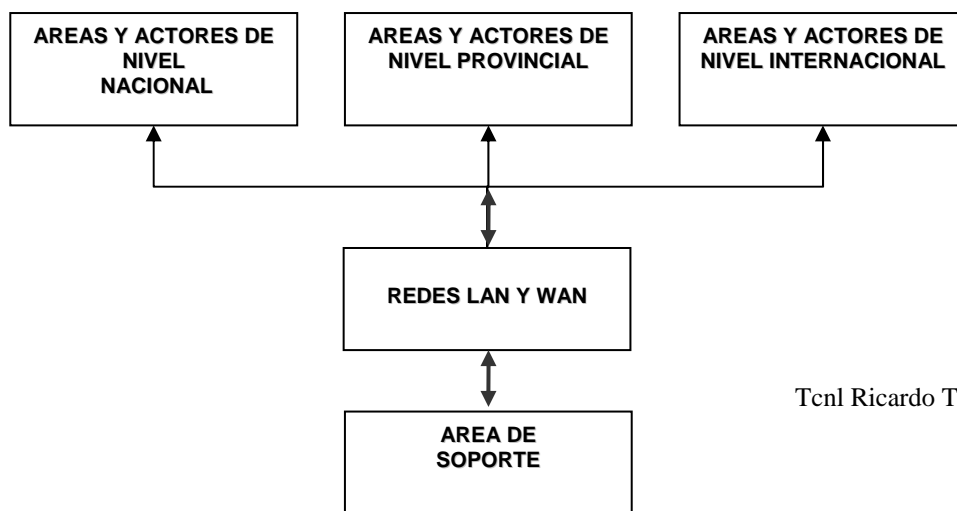 AREAS Y ACTORES DE
NIVEL
NACIONAL
AREAS Y ACTORES DE
NIVEL PROVINCIAL
AREAS Y ACTORES DE
NIVEL INTERNACIONAL
REDES LAN Y WAN
Tcnl Ricardo T
AREA DE
SOPORTE